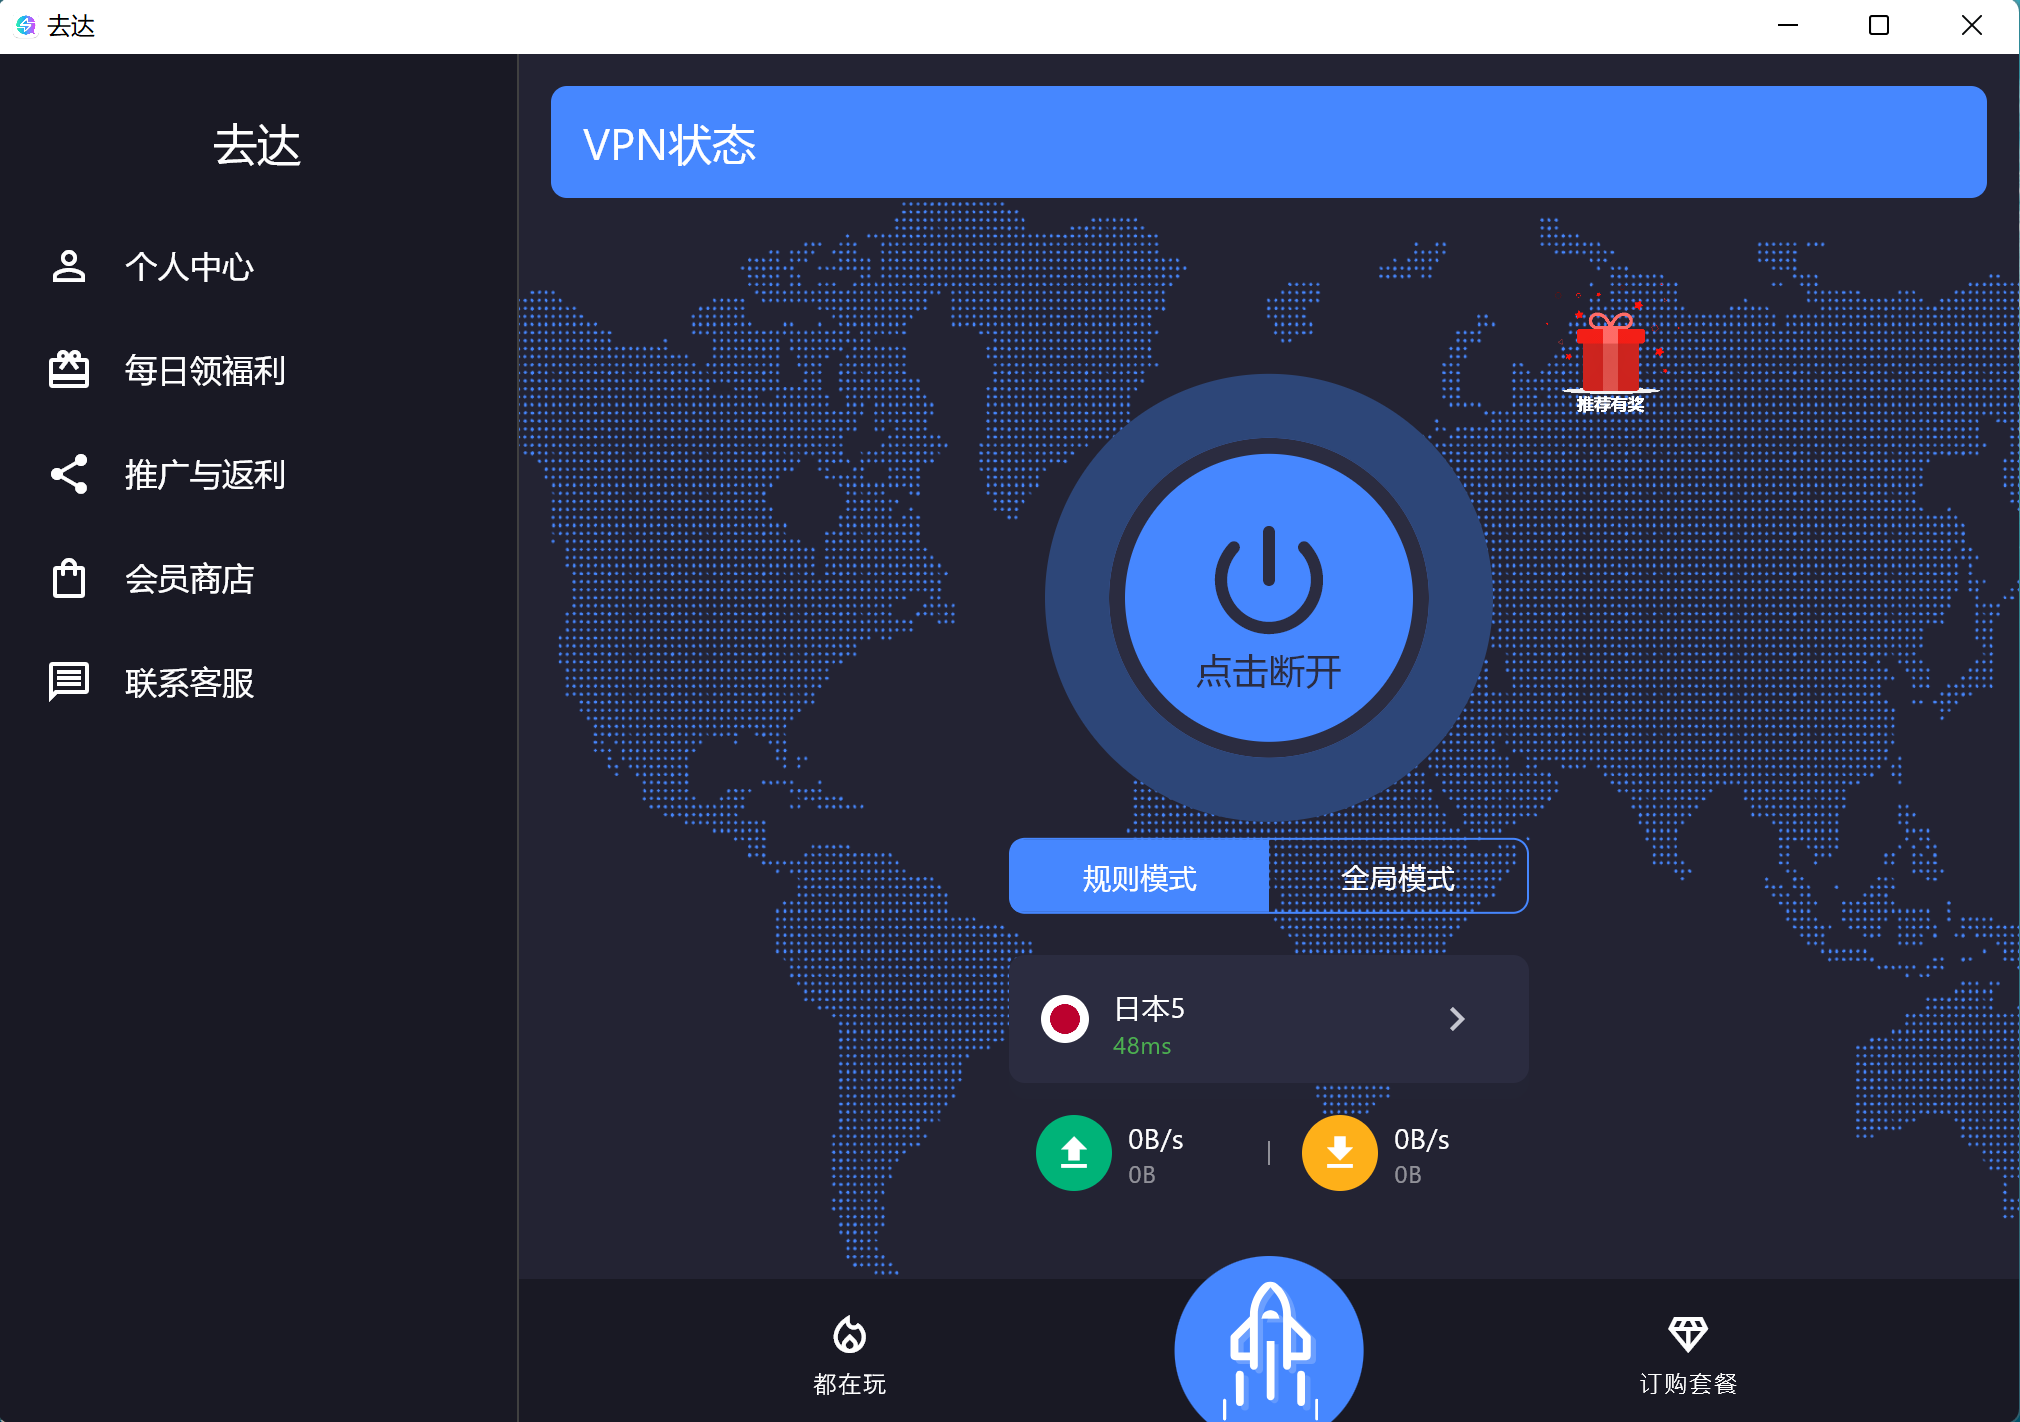 去达
去达
个人中心
每日领福利
推广与返利
会员商店
联系客服
VPN状态
推荐有奖
点击断开
规则模式
全局模式
日本5
48ms
0B/s
0B
|
0B/s
0B
都在玩
订购套餐